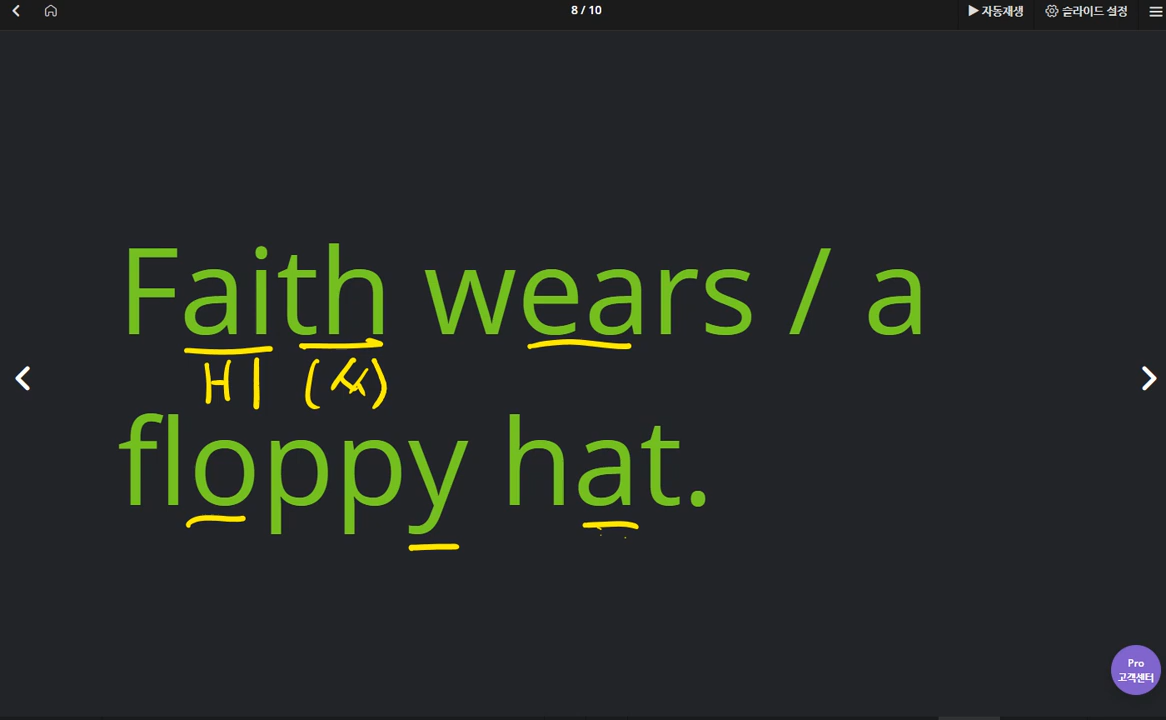 8 / 10
▶ 자동재생
슬라이드 설정
Faith wears / a
floppy hat.
Pro
고객센터